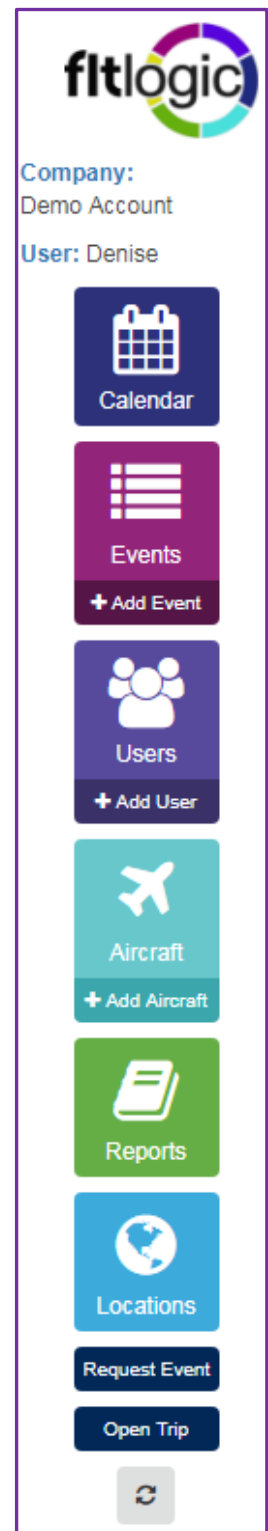 fltlogic
Company:
Demo Account
User: Denise
Calendar
Events
+ Add Event
Users
+ Add User
Aircraft
+ Add Aircraft
Reports
Locations
Request Event
Open Trip